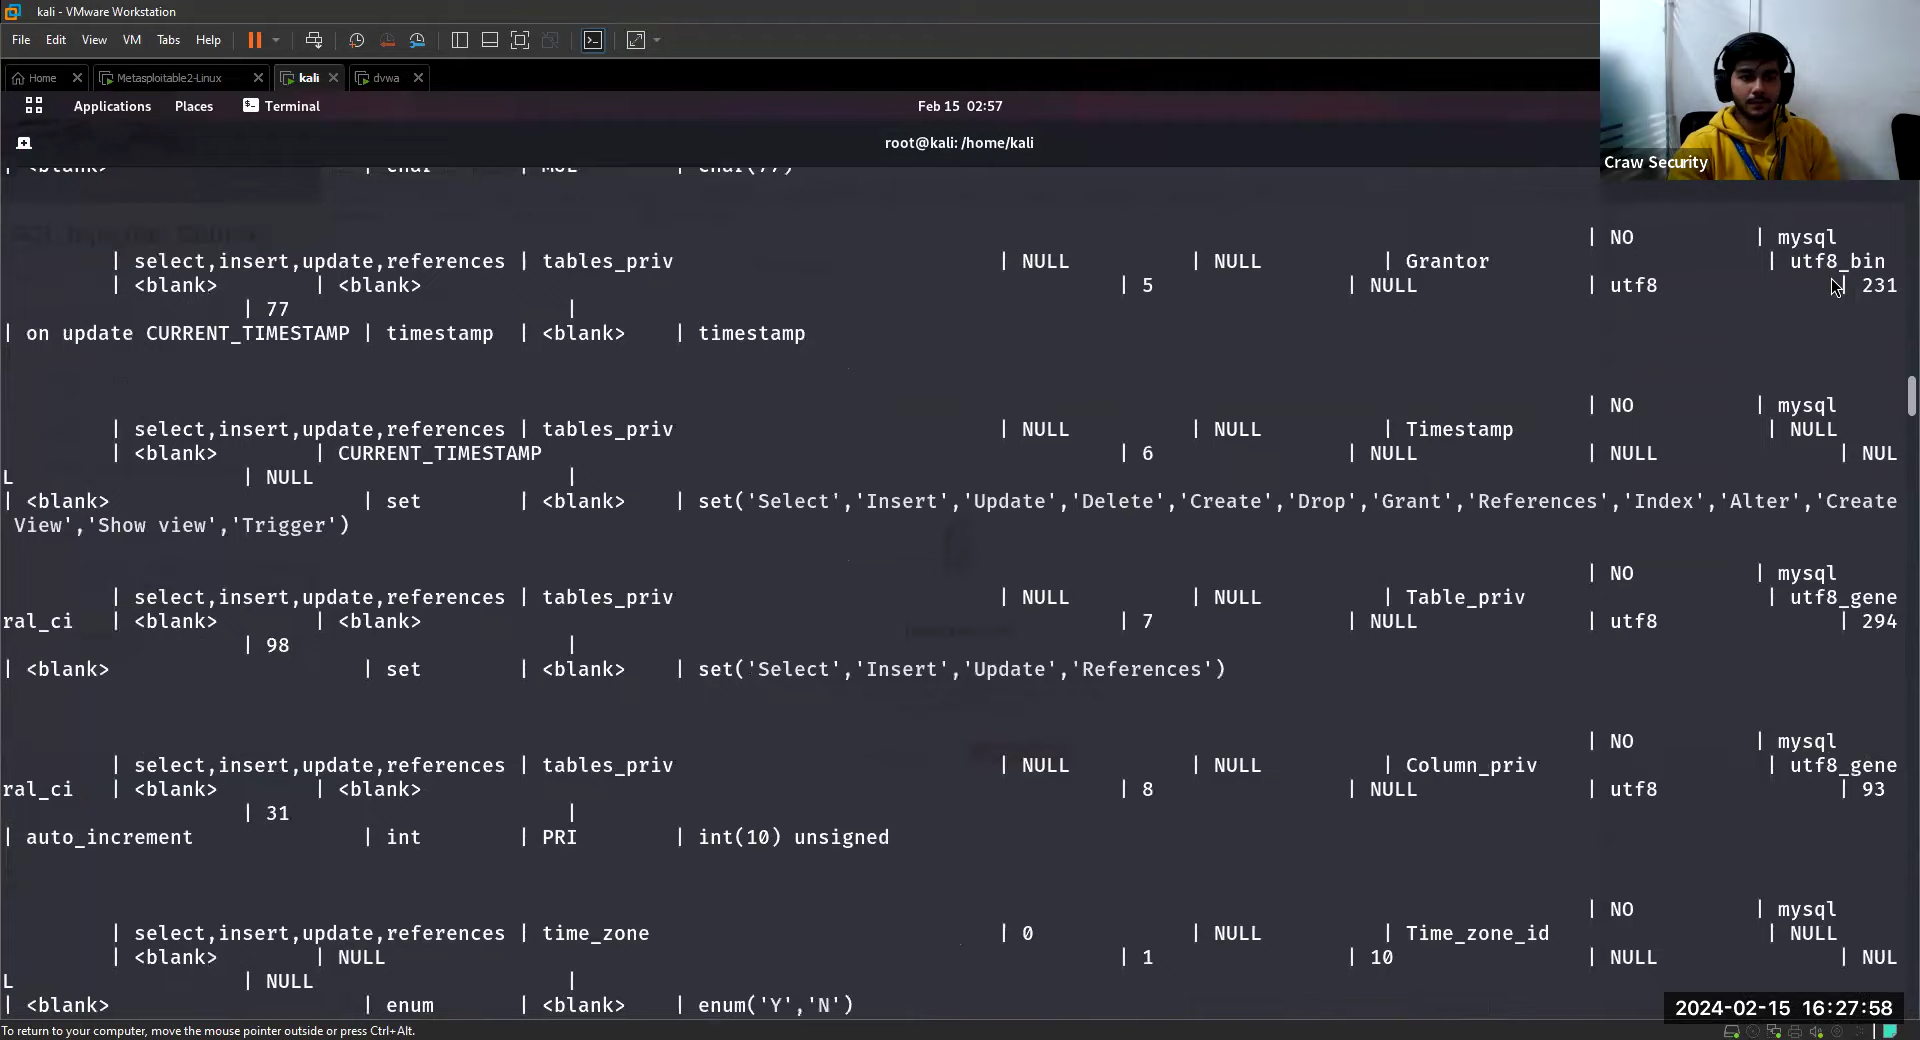 kali - VMware Workstation
File Edit View VM Tabs Help
Home Metasploitable2-Linux kali dvwa
Applications Places Terminal Feb 15 02:57
root@kali: /home/kali
Craw Security
| <blank> | char | MUL | char(77)
| NO | mysql
| select,insert,update,references | tables_priv | NULL | NULL | Grantor | utf8_bin
| <blank> | <blank> | 5 | NULL | utf8 | 231
| 77 |
| on update CURRENT_TIMESTAMP | timestamp | <blank> | timestamp
| NO | mysql
| select,insert,update,references | tables_priv | NULL | NULL | Timestamp | NULL
| <blank> | CURRENT_TIMESTAMP | 6 | NULL | NULL | NUL
L | NULL |
| <blank> | set | <blank> | set('Select','Insert','Update','Delete','Create','Drop','Grant','References','Index','Alter','Create
View','Show view','Trigger')
| NO | mysql
| select,insert,update,references | tables_priv | NULL | NULL | Table_priv | utf8_gene
ral_ci | <blank> | <blank> | 7 | NULL | utf8 | 294
| 98 |
| <blank> | set | <blank> | set('Select','Insert','Update','References')
| NO | mysql
| select,insert,update,references | tables_priv | NULL | NULL | Column_priv | utf8_gene
ral_ci | <blank> | <blank> | 8 | NULL | utf8 | 93
| 31 |
| auto_increment | int | PRI | int(10) unsigned
| NO | mysql
| select,insert,update,references | time_zone | 0 | NULL | Time_zone_id | NULL
| <blank> | NULL | 1 | 10 | NULL | NUL
L | NULL |
| <blank> | enum | <blank> | enum('Y','N')
2024-02-15 16:27:58
To return to your computer, move the mouse pointer outside or press Ctrl+Alt.